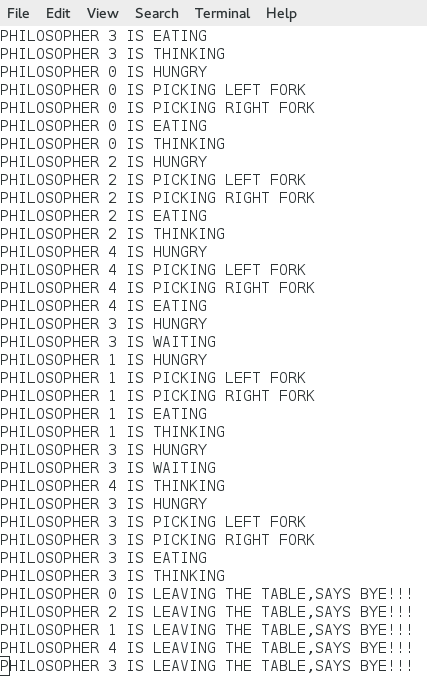 File Edit View Search Terminal Help
PHILOSOPHER 3 IS EATING
PHILOSOPHER 3 IS THINKING
PHILOSOPHER 0 IS HUNGRY
PHILOSOPHER 0 IS PICKING LEFT FORK
PHILOSOPHER 0 IS PICKING RIGHT FORK
PHILOSOPHER 0 IS EATING
PHILOSOPHER 0 IS THINKING
PHILOSOPHER 2 IS HUNGRY
PHILOSOPHER 2 IS PICKING LEFT FORK
PHILOSOPHER 2 IS PICKING RIGHT FORK
PHILOSOPHER 2 IS EATING
PHILOSOPHER 2 IS THINKING
PHILOSOPHER 4 IS HUNGRY
PHILOSOPHER 4 IS PICKING LEFT FORK
PHILOSOPHER 4 IS PICKING RIGHT FORK
PHILOSOPHER 4 IS EATING
PHILOSOPHER 3 IS HUNGRY
PHILOSOPHER 3 IS WAITING
PHILOSOPHER 1 IS HUNGRY
PHILOSOPHER 1 IS PICKING LEFT FORK
PHILOSOPHER 1 IS PICKING RIGHT FORK
PHILOSOPHER 1 IS EATING
PHILOSOPHER 1 IS THINKING
PHILOSOPHER 3 IS HUNGRY
PHILOSOPHER 3 IS WAITING
PHILOSOPHER 4 IS THINKING
PHILOSOPHER 3 IS HUNGRY
PHILOSOPHER 3 IS PICKING LEFT FORK
PHILOSOPHER 3 IS PICKING RIGHT FORK
PHILOSOPHER 3 IS EATING
PHILOSOPHER 3 IS THINKING
PHILOSOPHER 0 IS LEAVING THE TABLE,SAYS BYE!!!
PHILOSOPHER 2 IS LEAVING THE TABLE,SAYS BYE!!!
PHILOSOPHER 1 IS LEAVING THE TABLE,SAYS BYE!!!
PHILOSOPHER 4 IS LEAVING THE TABLE,SAYS BYE!!!
PHILOSOPHER 3 IS LEAVING THE TABLE,SAYS BYE!!!